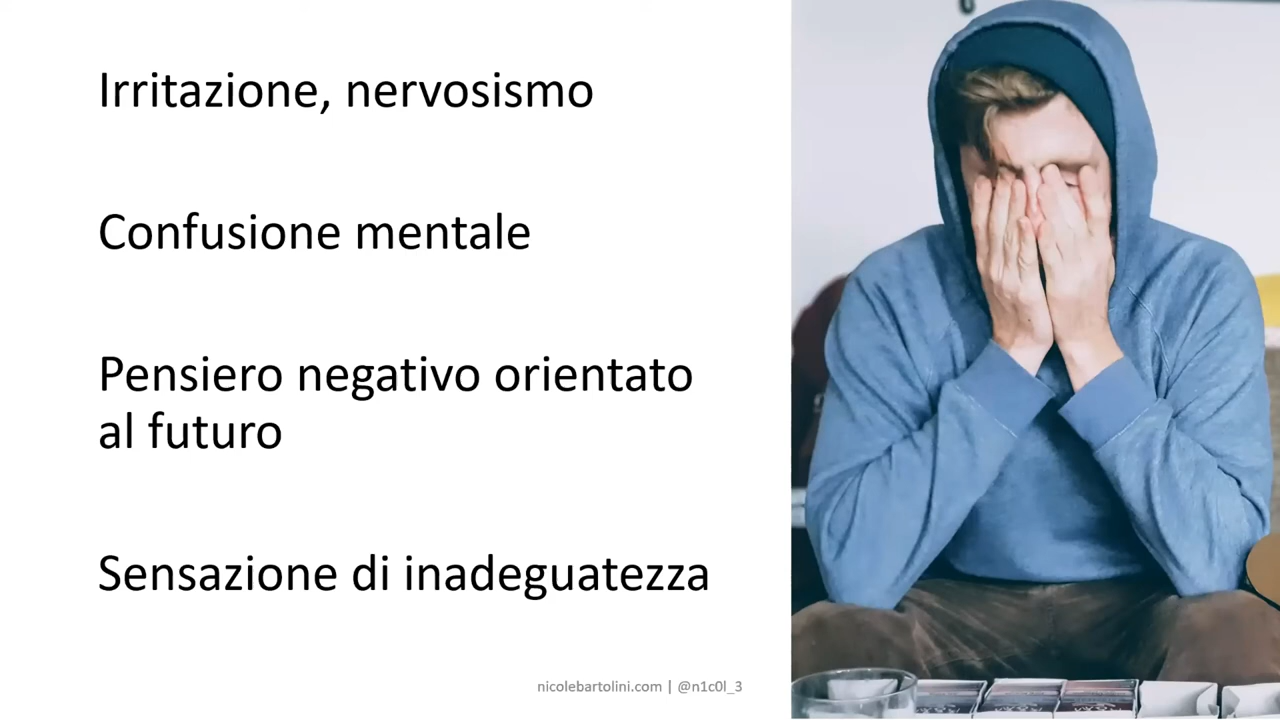 Irritazione, nervosismo
Confusione mentale
Pensiero negativo orientato
al futuro
Sensazione di inadeguatezza
nicolebartolini.com | @n1c0l_3